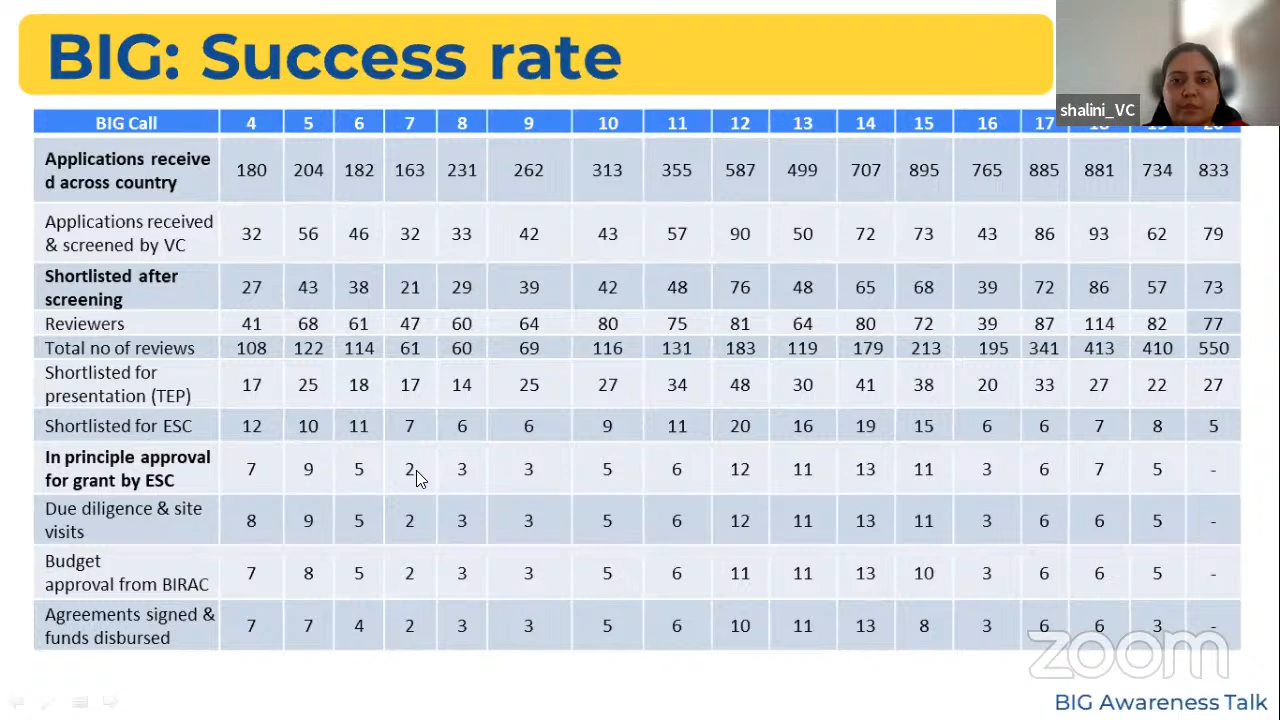 BIG: Success rate
shalini_VC
BIG Call 4 5 6 7 8 9 10 11 12 13 14 15 16 17
Applications receive
d across country 180 204 182 163 231 262 313 355 587 499 707 895 765 885 881 734 833
Applications received
& screened by VC 32 56 46 32 33 42 43 57 90 50 72 73 43 86 93 62 79
Shortlisted after
screening 27 43 38 21 29 39 42 48 76 48 65 68 39 72 86 57 73
Reviewers 41 68 61 47 60 64 80 75 81 64 80 72 39 87 114 82 77
Total no of reviews 108 122 114 61 60 69 116 131 183 119 179 213 195 341 413 410 550
Shortlisted for
presentation (TEP) 17 25 18 17 14 25 27 34 48 30 41 38 20 33 27 22 27
Shortlisted for ESC 12 10 11 7 6 6 9 11 20 16 19 15 6 6 7 8 5
In principle approval
for grant by ESC 7 9 5 2 3 3 5 6 12 11 13 11 3 6 7 5 -
Due diligence & site
visits 8 9 5 2 3 3 5 6 12 11 13 11 3 6 6 5 -
Budget
approval from BIRAC 7 8 5 2 3 3 5 6 11 11 13 10 3 6 6 5 -
Agreements signed &
funds disbursed 7 7 4 2 3 3 5 6 10 11 13 8 3 6 6 3 -
zoom
BIG Awareness Talk